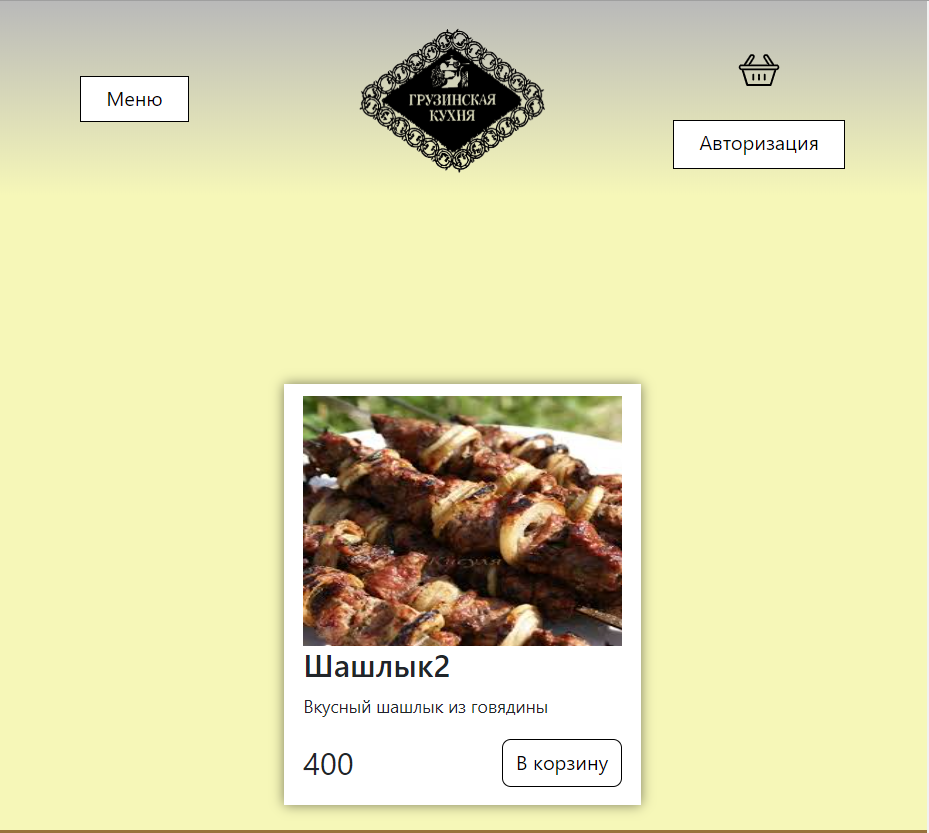 Меню
ГРУЗИНСКАЯ
КУХНЯ
Авторизация
Шашлык2
Вкусный шашлык из говядины
400
В корзину